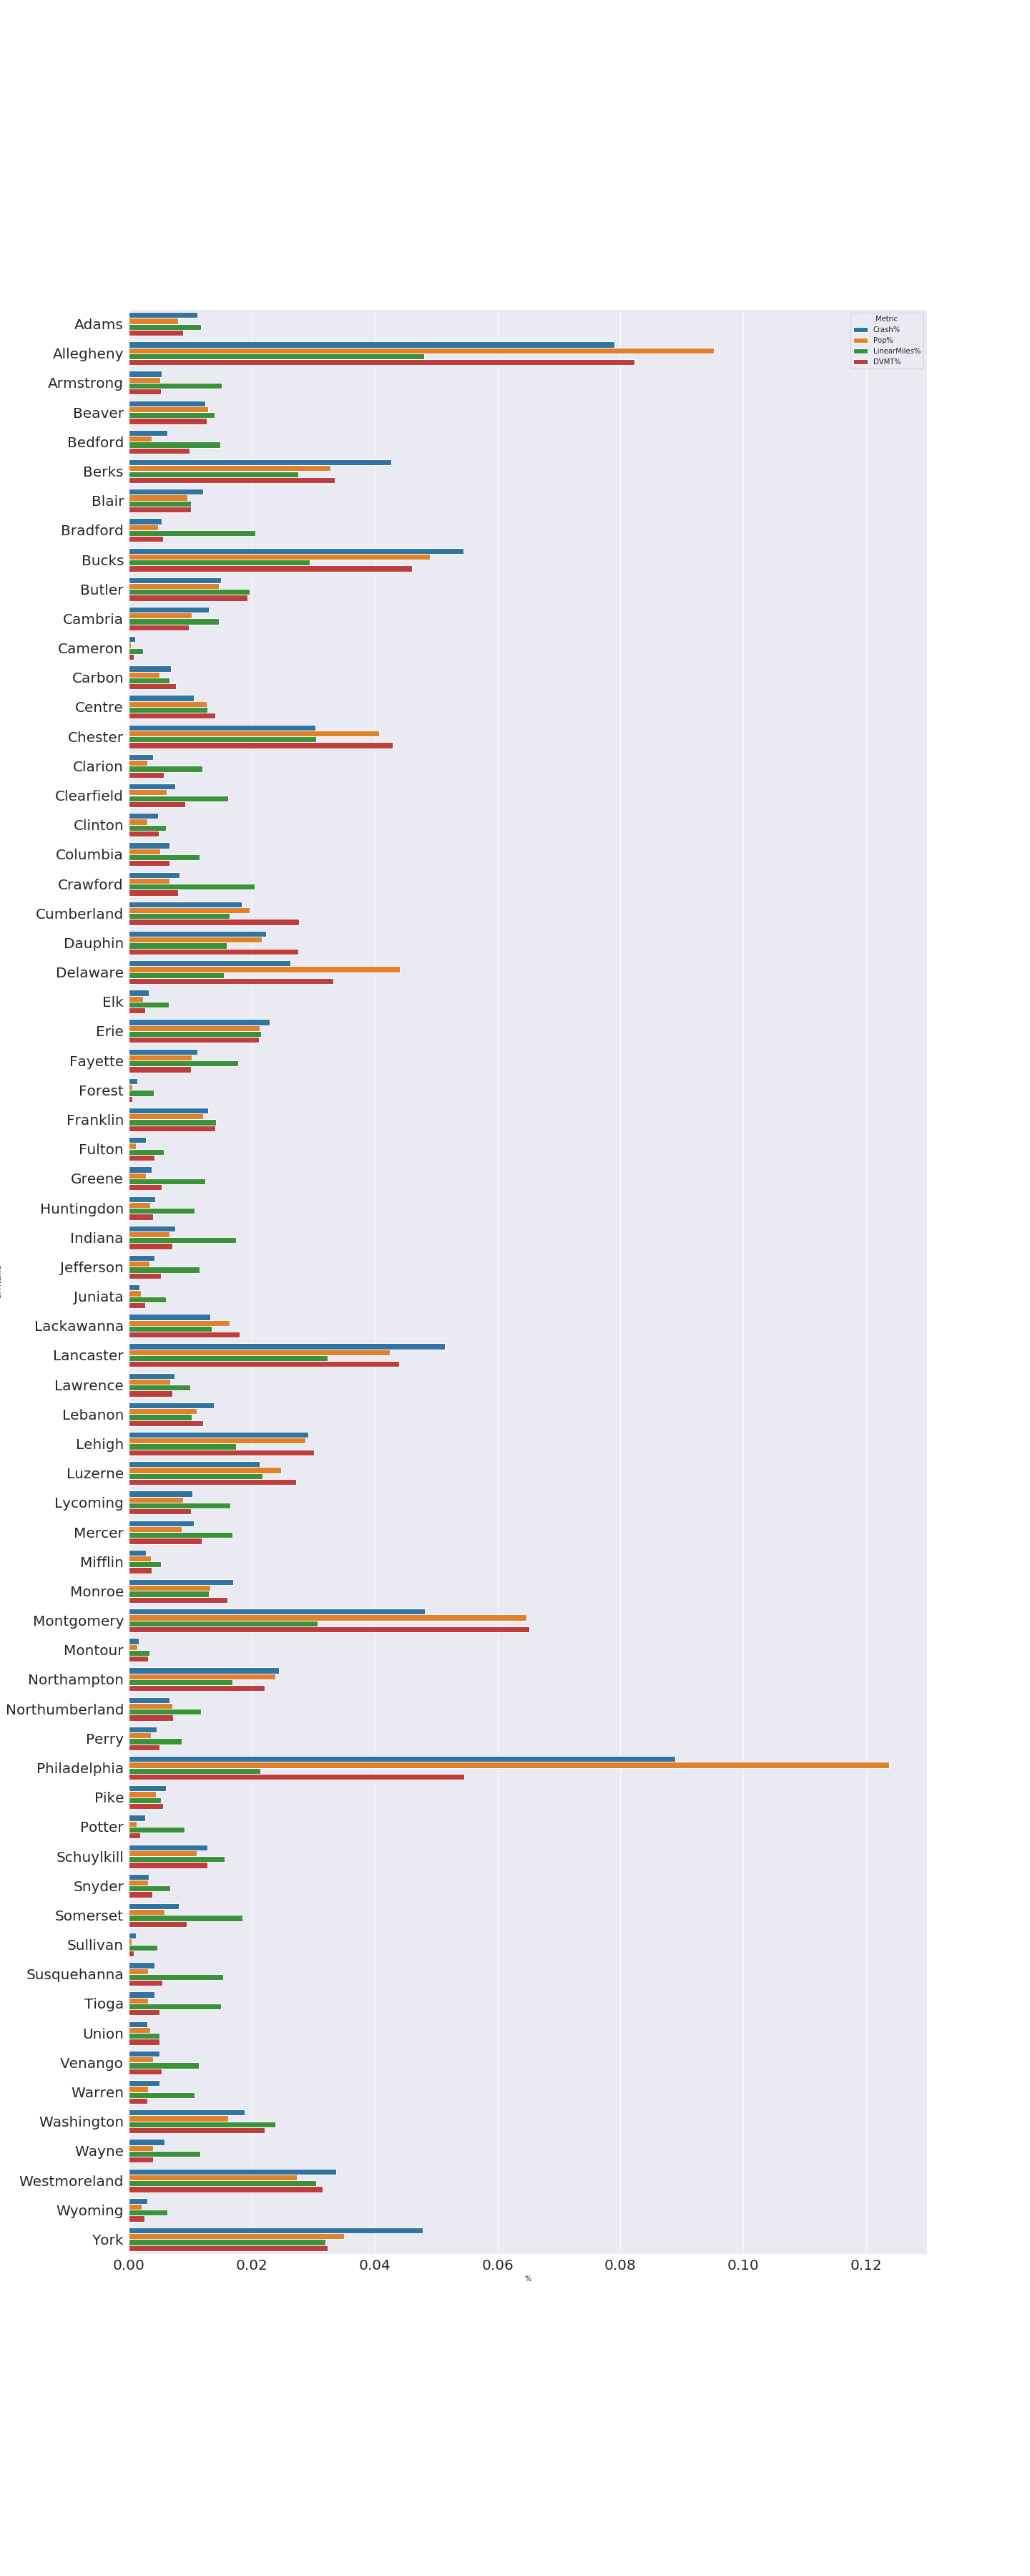 Metric
Crash%
Pop%
LinearMiles%
DVMT%
Adams
Allegheny
Armstrong
Beaver
Bedford
Berks
Blair
Bradford
Bucks
Butler
Cambria
Cameron
Carbon
Centre
Chester
Clarion
Clearfield
Clinton
Columbia
Crawford
Cumberland
Dauphin
Delaware
Elk
Erie
Fayette
Forest
Franklin
Fulton
Greene
Huntingdon
Indiana
Jefferson
Juniata
Lackawanna
Lancaster
Lawrence
Lebanon
Lehigh
Luzerne
Lycoming
Mercer
Mifflin
Monroe
Montgomery
Montour
Northampton
Northumberland
Perry
Philadelphia
Pike
Potter
Schuylkill
Snyder
Somerset
Sullivan
Susquehanna
Tioga
Union
Venango
Warren
Washington
Wayne
Westmoreland
Wyoming
York
0.00 0.02 0.04 0.06 0.08 0.10 0.12
%